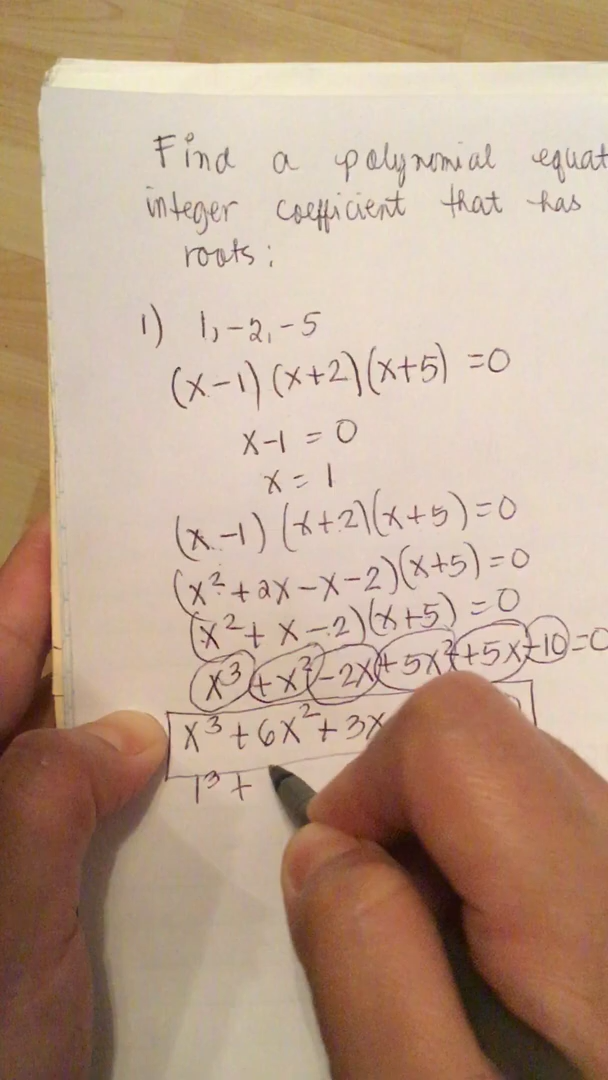 Find a polynomial equat
integer coefficient that has
roots:
1) 1, -2, -5
(x-1)(x+2)(x+5) = 0
x-1 = 0
x = 1
(x-1)(x+2)(x+5) = 0
(x²+2x-x-2)(x+5) = 0
(x²+x-2)(x+5) = 0
x³+x²-2x+5x²+5x-10=0
x³+6x²+3x
1³+